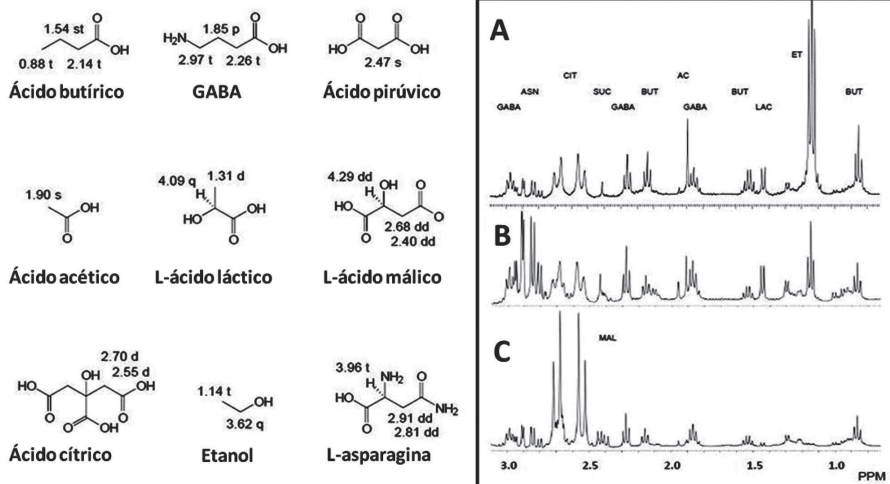 O
1.54 st
OH
0.88 t 2.14 t
Ácido butírico
O
H₂N
1.85 p
OH
2.97 t 2.26 t
GABA
O O
OH OH
2.47 s
Ácido pirúvico
1.90 s
OH
O
Ácido acético
4.09 q 1.31 d
H
HO
OH
O
L-ácido láctico
4.29 dd
OH
H
HO
O
O
O
2.68 dd
2.40 dd
L-ácido málico
2.70 d
OH 2.55 d
HO
OH
O
O
O
OH
Ácido cítrico
1.14 t
OH
3.62 q
Etanol
3.96 t
NH₂
H
O
HO
NH₂
O
2.91 dd
2.81 dd
L-asparagina
A
ET
CIT
AC
ASN
SUC
BUT
BUT
BUT
GABA
GABA
GABA
LAC
B
C
MAL
3.0 2.5 2.0 1.5 1.0
PPM